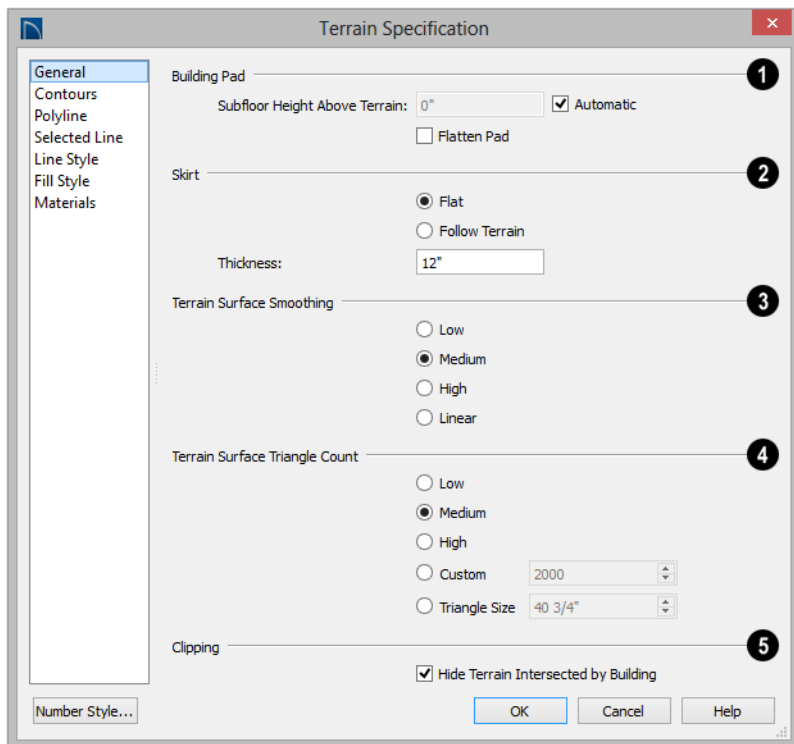 Terrain Specification
General
Contours
Polyline
Selected Line
Line Style
Fill Style
Materials
Building Pad
1
Subfloor Height Above Terrain:
0"
Automatic
Flatten Pad
Skirt
2
Flat
Follow Terrain
Thickness:
12"
Terrain Surface Smoothing
3
Low
Medium
High
Linear
Terrain Surface Triangle Count
4
Low
Medium
High
Custom
2000
Triangle Size
40 3/4"
Clipping
5
Hide Terrain Intersected by Building
Number Style...
OK
Cancel
Help